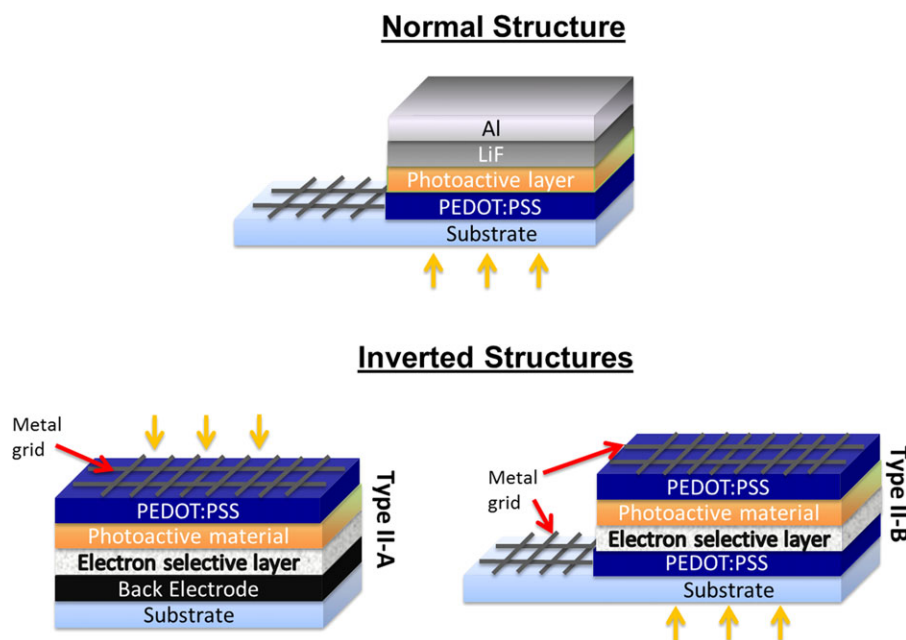 Normal Structure
Al
LiF
Photoactive layer
PEDOT:PSS
Substrate
Inverted Structures
Metal
grid
PEDOT:PSS
Photoactive material
Electron selective layer
Back Electrode
Substrate
Type II-A
Metal
grid
PEDOT:PSS
Photoactive material
Electron selective layer
PEDOT:PSS
Substrate
Type II-B